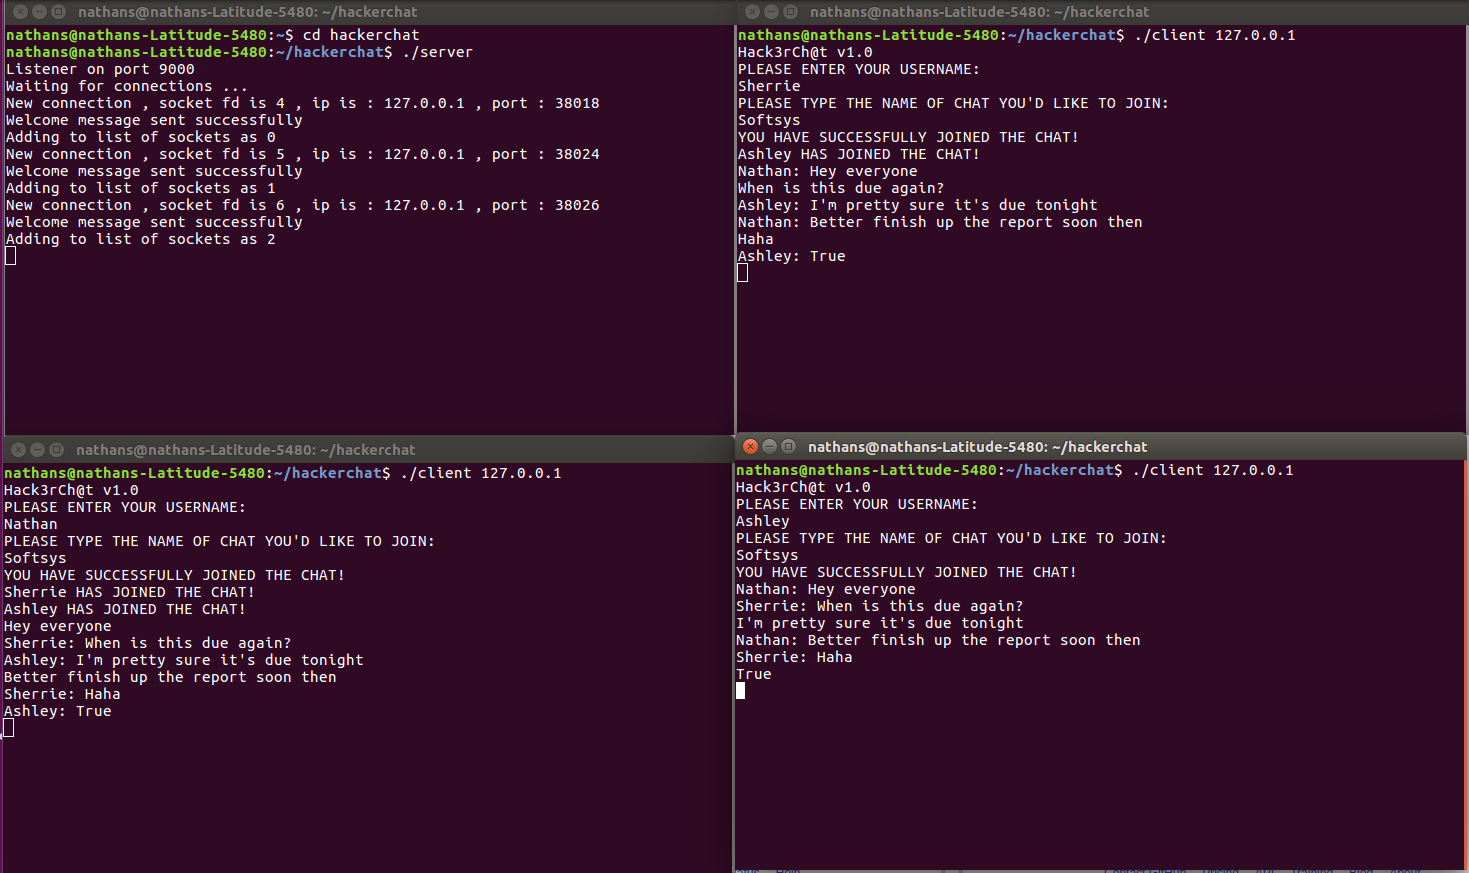 nathans@nathans-Latitude-5480: ~/hackerchat
nathans@nathans-Latitude-5480:~$ cd hackerchat
nathans@nathans-Latitude-5480:~/hackerchat$ ./server
Listener on port 9000
Waiting for connections ...
New connection , socket fd is 4 , ip is : 127.0.0.1 , port : 38018
Welcome message sent successfully
Adding to list of sockets as 0
New connection , socket fd is 5 , ip is : 127.0.0.1 , port : 38024
Welcome message sent successfully
Adding to list of sockets as 1
New connection , socket fd is 6 , ip is : 127.0.0.1 , port : 38026
Welcome message sent successfully
Adding to list of sockets as 2
nathans@nathans-Latitude-5480: ~/hackerchat
nathans@nathans-Latitude-5480:~/hackerchat$ ./client 127.0.0.1
Hack3rCh@t v1.0
PLEASE ENTER YOUR USERNAME:
Sherrie
PLEASE TYPE THE NAME OF CHAT YOU'D LIKE TO JOIN:
Softsys
YOU HAVE SUCCESSFULLY JOINED THE CHAT!
Ashley HAS JOINED THE CHAT!
Nathan: Hey everyone
When is this due again?
Ashley: I'm pretty sure it's due tonight
Nathan: Better finish up the report soon then
Haha
Ashley: True
nathans@nathans-Latitude-5480: ~/hackerchat
nathans@nathans-Latitude-5480:~/hackerchat$ ./client 127.0.0.1
Hack3rCh@t v1.0
PLEASE ENTER YOUR USERNAME:
Nathan
PLEASE TYPE THE NAME OF CHAT YOU'D LIKE TO JOIN:
Softsys
YOU HAVE SUCCESSFULLY JOINED THE CHAT!
Sherrie HAS JOINED THE CHAT!
Ashley HAS JOINED THE CHAT!
Hey everyone
Sherrie: When is this due again?
Ashley: I'm pretty sure it's due tonight
Better finish up the report soon then
Sherrie: Haha
Ashley: True
nathans@nathans-Latitude-5480: ~/hackerchat
nathans@nathans-Latitude-5480:~/hackerchat$ ./client 127.0.0.1
Hack3rCh@t v1.0
PLEASE ENTER YOUR USERNAME:
Ashley
PLEASE TYPE THE NAME OF CHAT YOU'D LIKE TO JOIN:
Softsys
YOU HAVE SUCCESSFULLY JOINED THE CHAT!
Nathan: Hey everyone
Sherrie: When is this due again?
I'm pretty sure it's due tonight
Nathan: Better finish up the report soon then
Sherrie: Haha
True